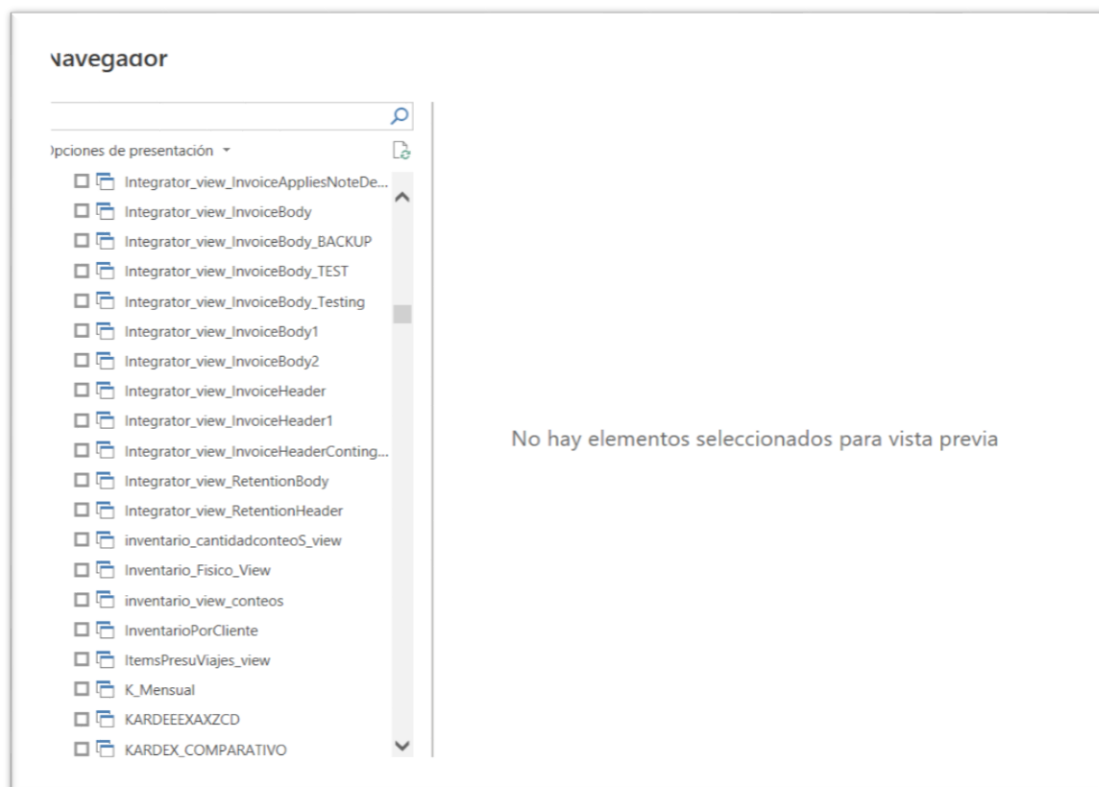 Navegador
Opciones de presentación
Integrator_view_InvoiceAppliesNoteDe...
Integrator_view_InvoiceBody
Integrator_view_InvoiceBody_BACKUP
Integrator_view_InvoiceBody_TEST
Integrator_view_InvoiceBody_Testing
Integrator_view_InvoiceBody1
Integrator_view_InvoiceBody2
Integrator_view_InvoiceHeader
Integrator_view_InvoiceHeader1
Integrator_view_InvoiceHeaderConting...
Integrator_view_RetentionBody
Integrator_view_RetentionHeader
inventario_cantidadconteoS_view
Inventario_Fisico_View
inventario_view_conteos
InventarioPorCliente
ItemsPresuViajes_view
K_Mensual
KARDEEEXAXZCD
KARDEX_COMPARATIVO
No hay elementos seleccionados para vista previa